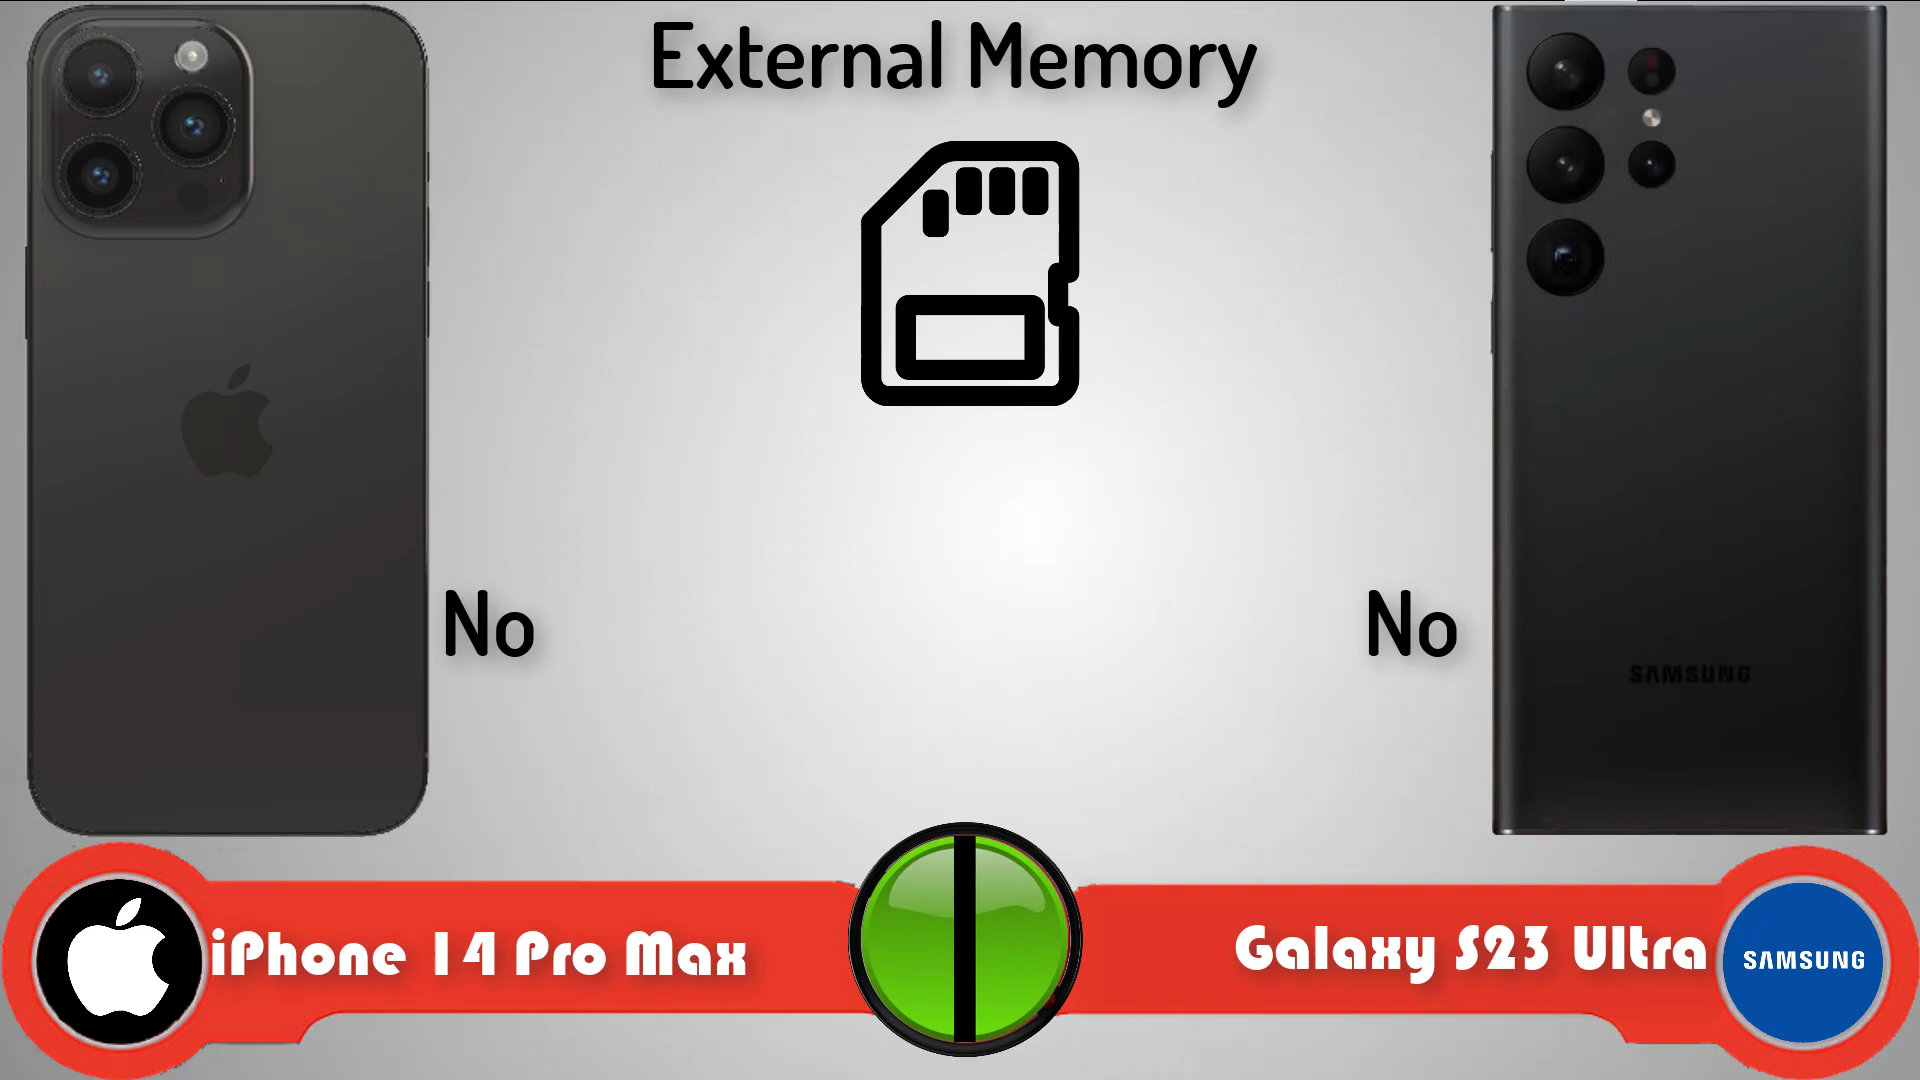 External Memory
No
No
SAMSUNG
iPhone 14 Pro Max
Galaxy S23 Ultra
SAMSUNG